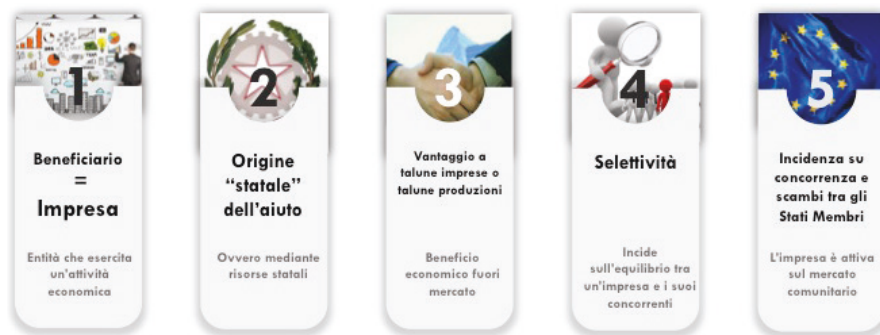 1
Beneficiario
=
Impresa
Entità che esercita
un'attività
economica
2
Origine
“statale”
dell'aiuto
Ovvero mediante
risorse statali
3
Vantaggio a
talune imprese o
talune produzioni
Beneficio
economico fuori
mercato
4
Selettività
Incide
sull'equilibrio tra
un'impresa e i suoi
concorrenti
5
Incidenza su
concorrenza e
scambi tra gli
Stati Membri
L'impresa è attiva
sul mercato
comunitario